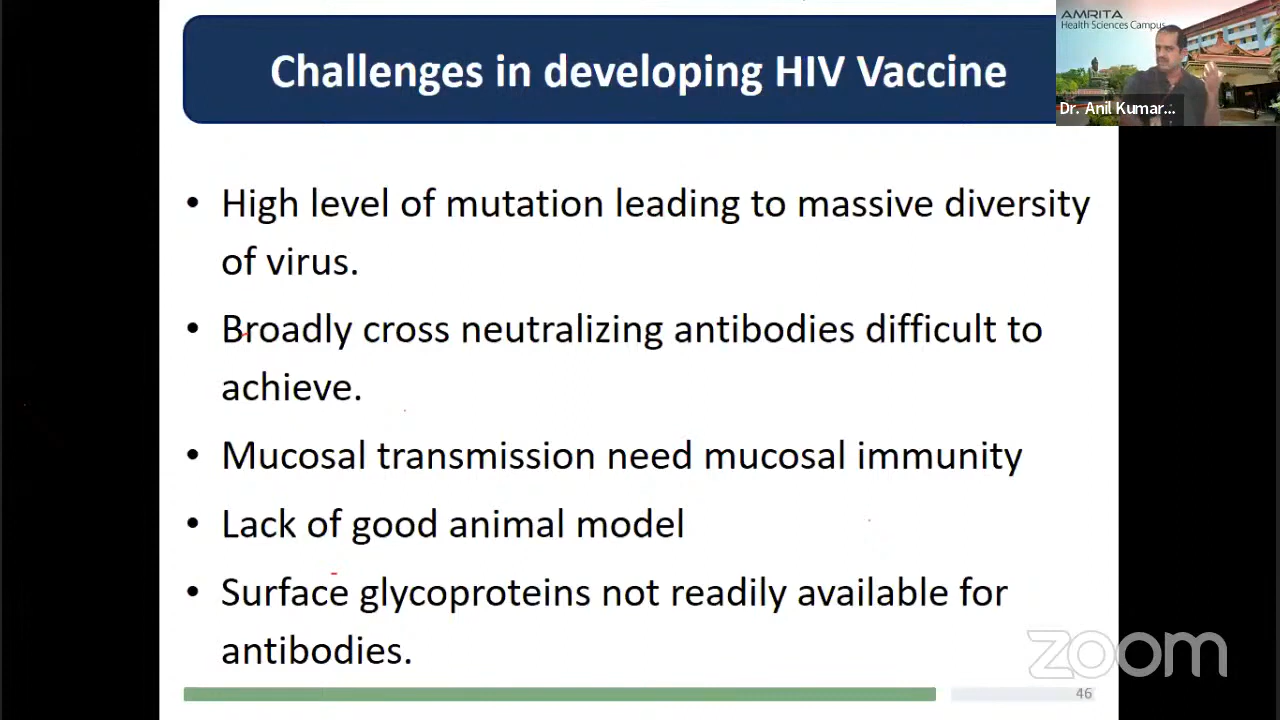 Challenges in developing HIV Vaccine
AMRITA
Health Sciences Campus
Dr. Anil Kumar...
• High level of mutation leading to massive diversity
of virus.
• Broadly cross neutralizing antibodies difficult to
achieve.
• Mucosal transmission need mucosal immunity
• Lack of good animal model
• Surface glycoproteins not readily available for
antibodies.
zoom
46